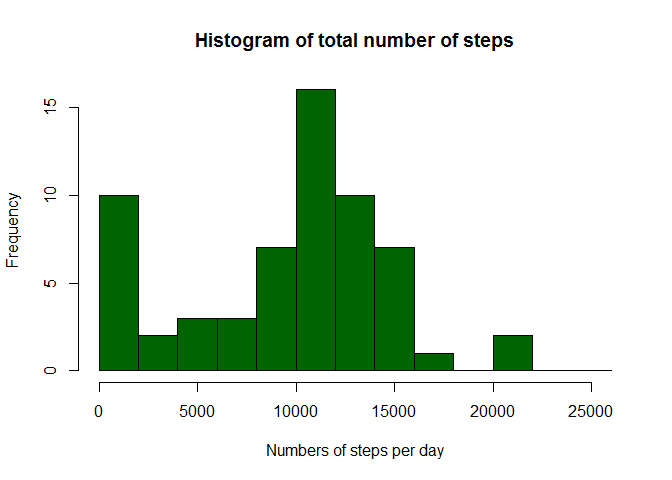 Histogram of total number of steps
15
10
5
0
Frequency
0 5000 10000 15000 20000 25000
Numbers of steps per day